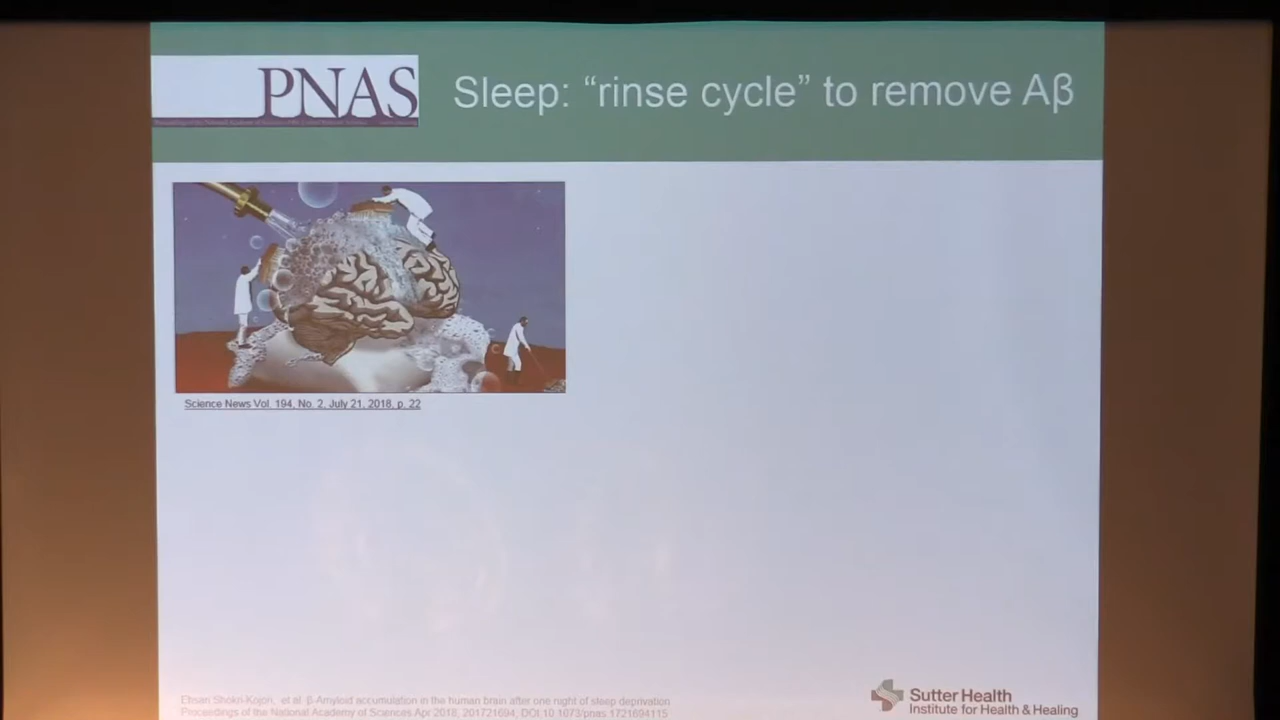 PNAS
Sleep: “rinse cycle” to remove Aβ
Science News Vol. 194, No. 2, July 21, 2018, p. 22
Ehsan Shokri-Kojori, et al. β-Amyloid accumulation in the human brain after one night of sleep deprivation
Proceedings of the National Academy of Sciences Apr 2018, 201721694; DOI:10.1073/pnas.1721694115
Sutter Health
Institute for Health & Healing